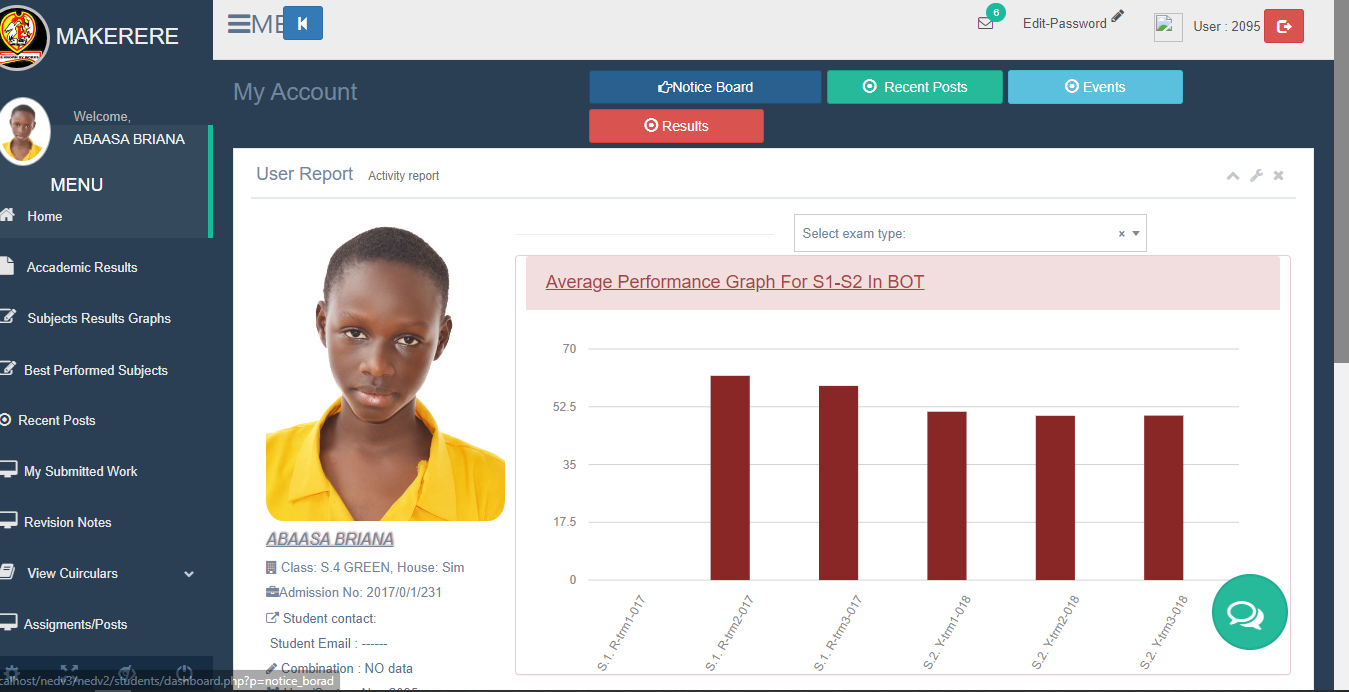 MAKERERE
6
Edit-Password
User : 2095
Welcome,
ABAASA BRIANA
MENU
Home
Accademic Results
Subjects Results Graphs
Best Performed Subjects
Recent Posts
My Submitted Work
Revision Notes
View Cuirculars
Assigments/Posts
calhost/nedv3/nedv2/students/dashboard.php?p=notice_borad
My Account
Notice Board
Recent Posts
Events
Results
User Report Activity report
ABAASA BRIANA
Class: S.4 GREEN, House: Sim
Admission No: 2017/0/1/231
Student contact:
Student Email : ------
Combination : NO data
Select exam type: × 
Average Performance Graph For S1-S2 In BOT
70
52.5
35
17.5
0
S.1. R-trm1-017
S.1. R-trm2-017
S.1. R-trm3-017
S.2. Y-trm1-018
S.2. Y-trm2-018
S.2. Y-trm3-018